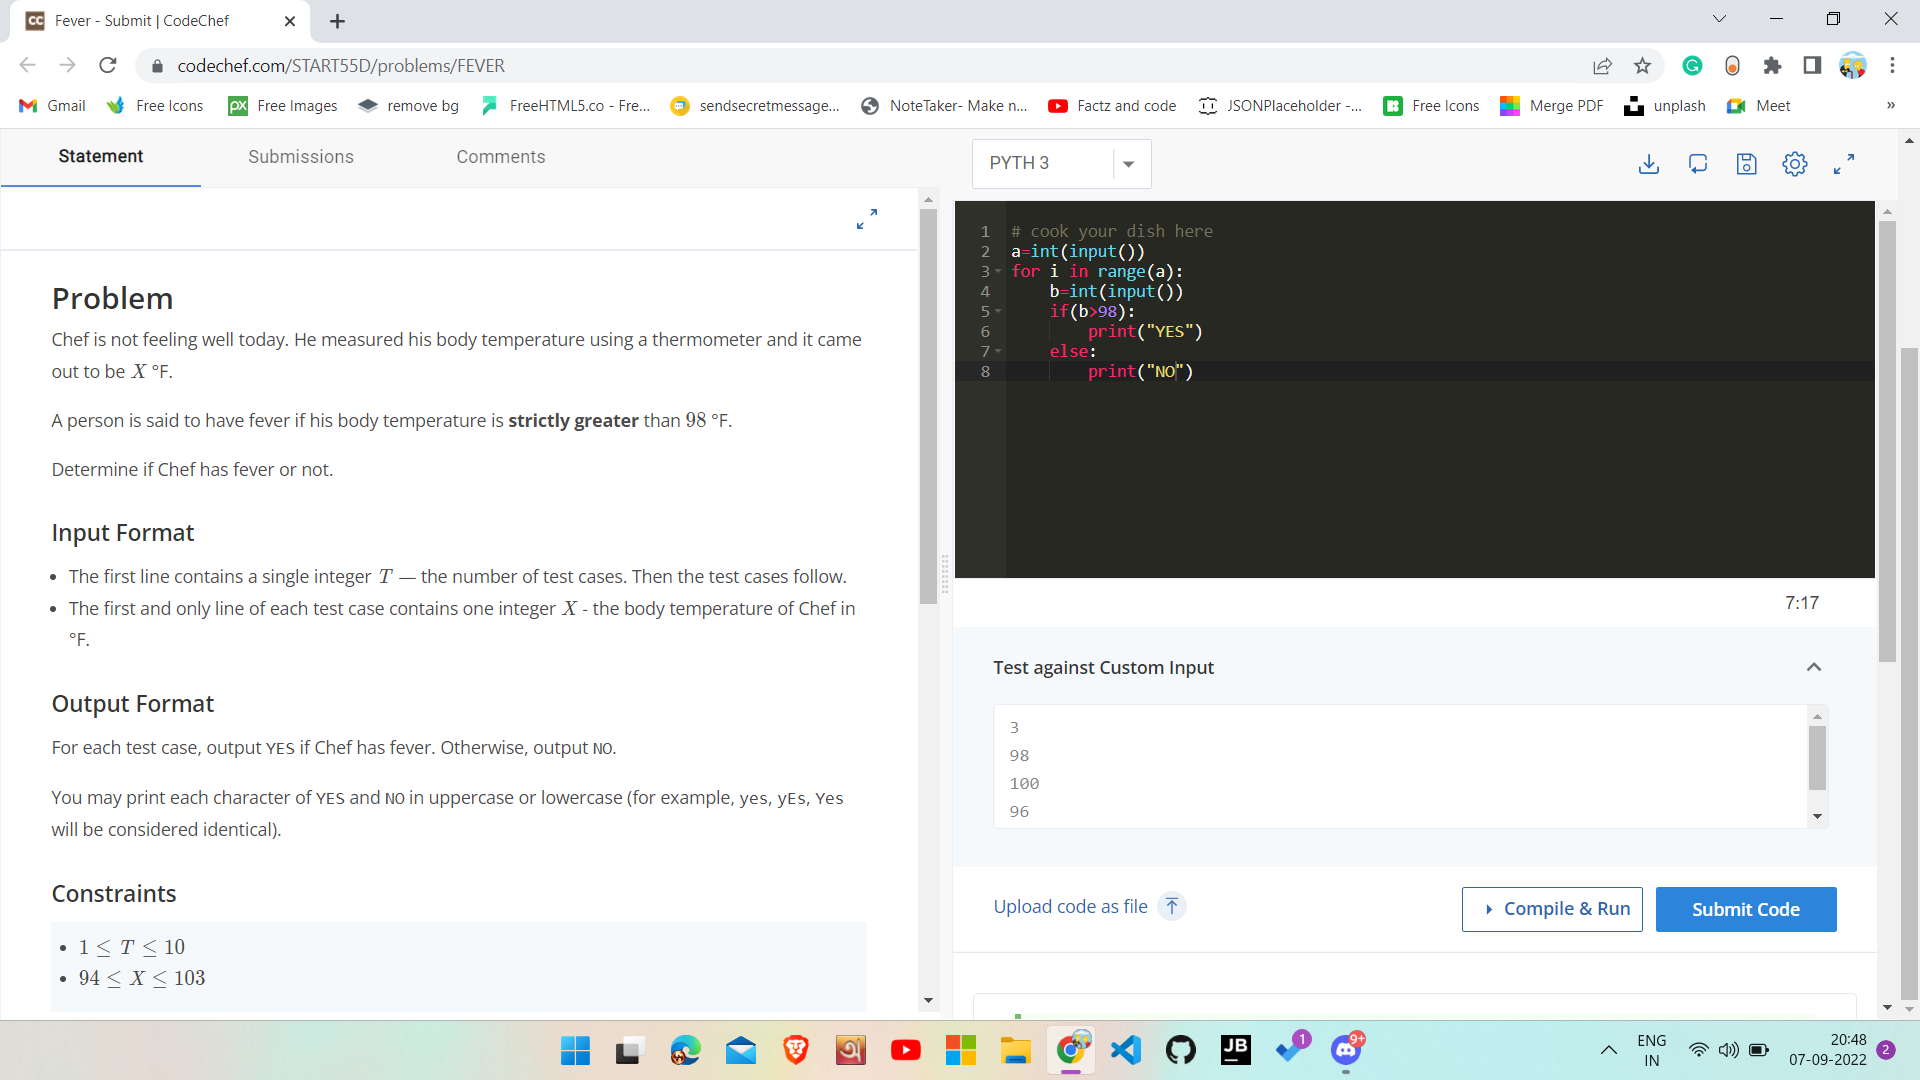 Fever - Submit | CodeChef
codechef.com/START55D/problems/FEVER
Gmail Free Icons Free Images remove bg FreeHTML5.co - Fre... sendsecretmessage... NoteTaker- Make n... Factz and code JSONPlaceholder -... Free Icons Merge PDF unplash Meet »
Statement Submissions Comments
Problem
Chef is not feeling well today. He measured his body temperature using a thermometer and it came
out to be X °F.
A person is said to have fever if his body temperature is strictly greater than 98 °F.
Determine if Chef has fever or not.
Input Format
• The first line contains a single integer T — the number of test cases. Then the test cases follow.
• The first and only line of each test case contains one integer X - the body temperature of Chef in
°F.
Output Format
For each test case, output YES if Chef has fever. Otherwise, output NO.
You may print each character of YES and NO in uppercase or lowercase (for example, yes, yEs, Yes
will be considered identical).
Constraints
• 1 ≤ T ≤ 10
• 94 ≤ X ≤ 103
PYTH 3
1 # cook your dish here
2 a=int(input())
3 for i in range(a):
4     b=int(input())
5     if(b>98):
6         print("YES")
7     else:
8         print("NO")
7:17
Test against Custom Input
3
98
100
96
Upload code as file
Compile & Run
Submit Code
CC
PX
JB
1
9+
ENG
IN
20:48
07-09-2022
2